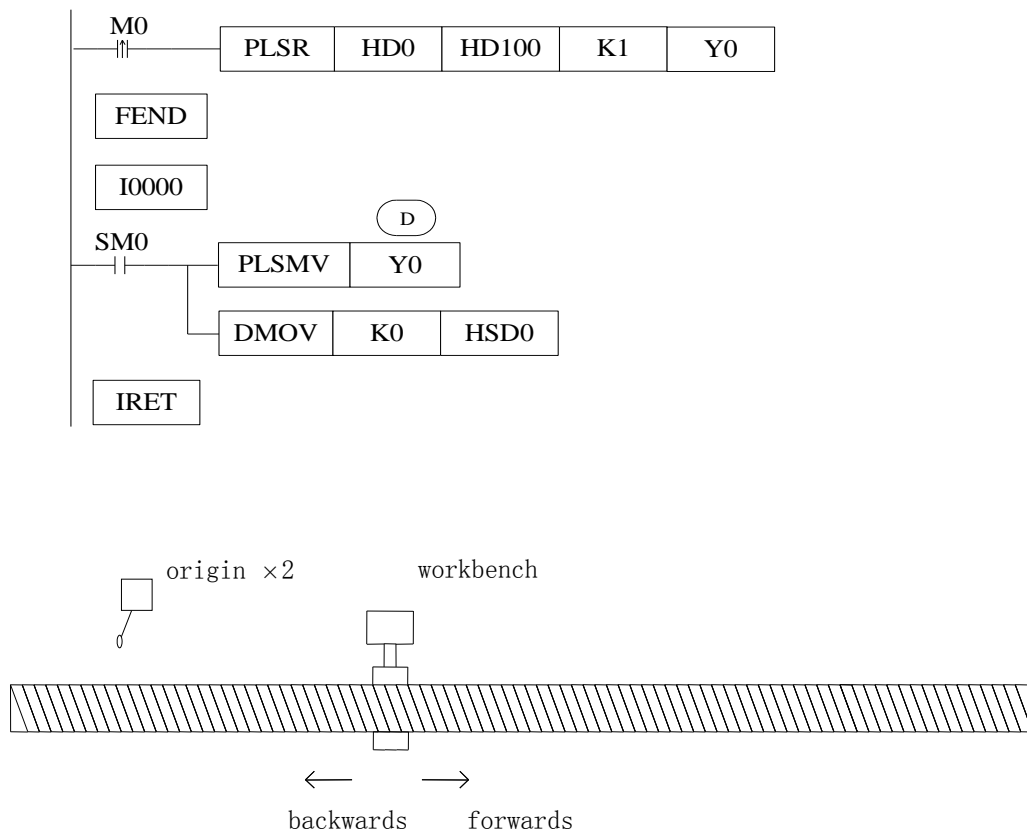 M0
PLSR HD0 HD100 K1 Y0
FEND
I0000
D
SM0
PLSMV Y0
DMOV K0 HSD0
IRET
origin ×2 workbench
backwards forwards